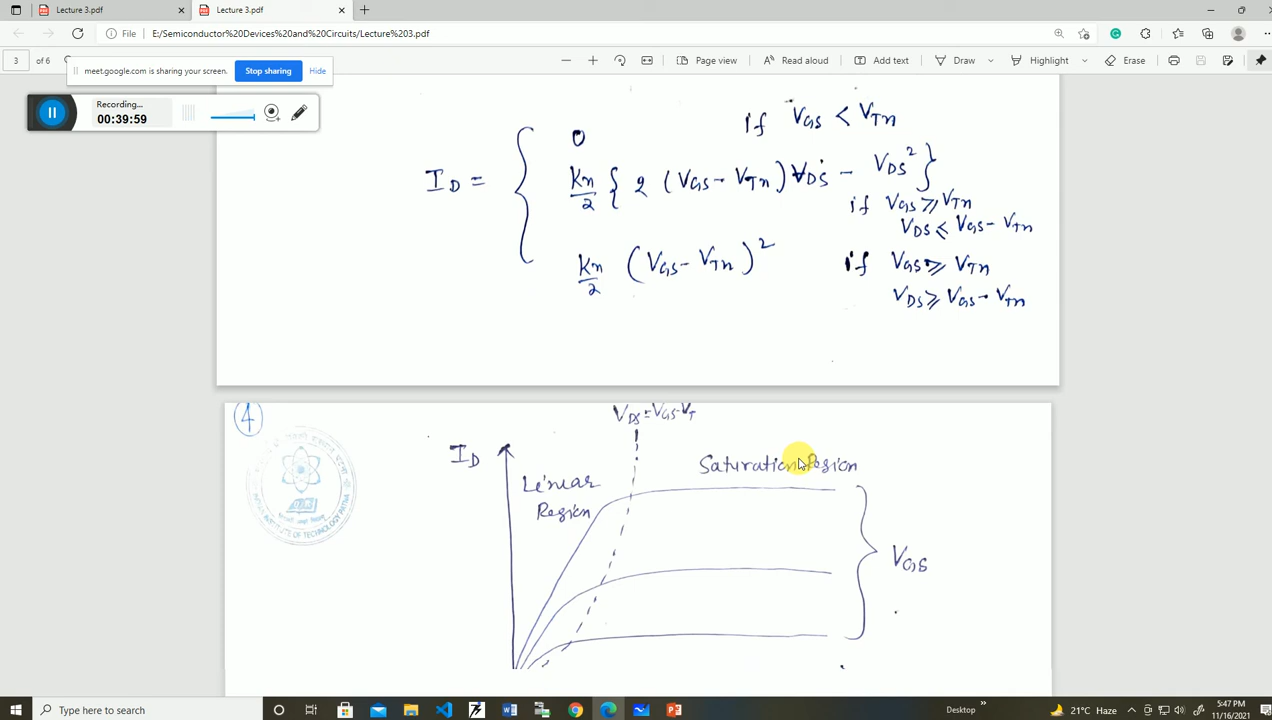 Lecture 3.pdf
Lecture 3.pdf
File E:/Semiconductor%20Devices%20and%20Circuits/Lecture%203.pdf
3 of 6
Page view
Read aloud
Add text
Draw
Highlight
Erase
meet.google.com is sharing your screen.
Stop sharing
Hide
Recording...
00:39:59
0 if VGS < VTn
ID = { Kn/2 { 2 (VGS - VTn) VDS - VDS² }
if VGS ⩾ VTn
VDS ⩽ VGS - VTn
Kn/2 (VGS - VTn)² if VGS ⩾ VTn
VDS ⩾ VGS - VTn
4
VDS = VGS - VT
ID
Saturation Region
Linear
Region
VGS
Type here to search
Desktop
21°C Haze
5:47 PM
11/16/2021